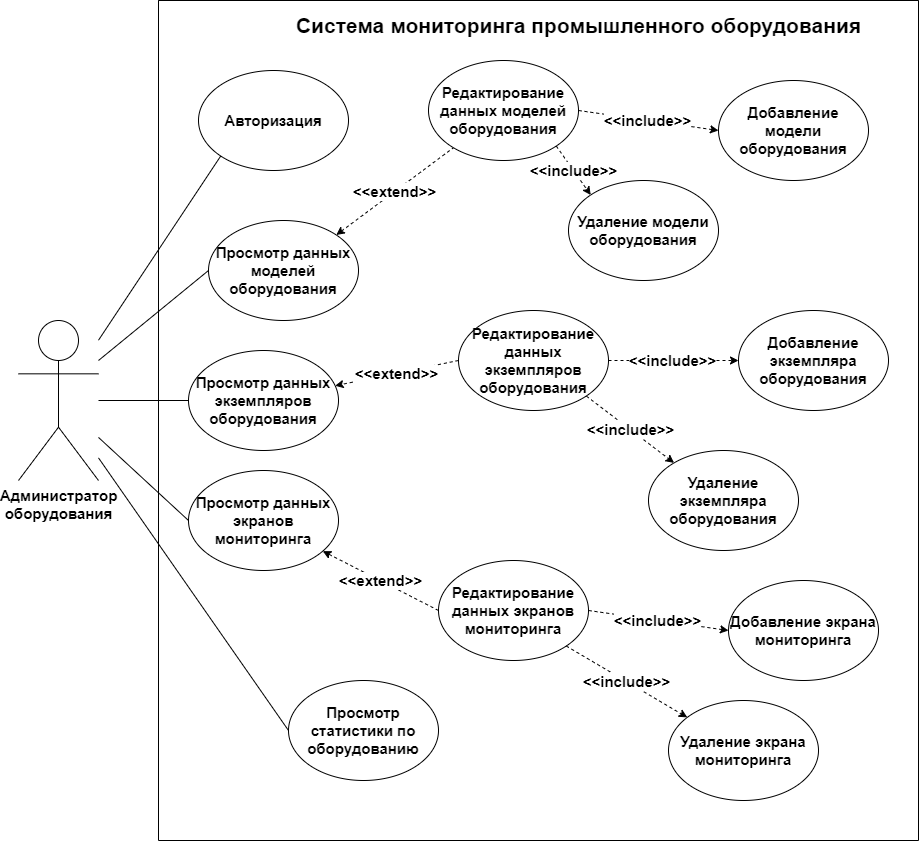 Система мониторинга промышленного оборудования
Авторизация
Редактирование
данных моделей
оборудования
<<include>>
Добавление
модели
оборудования
<<include>>
<<extend>>
Удаление модели
оборудования
Просмотр данных
моделей
оборудования
Редактирование
данных
экземпляров
оборудования
<<include>>
Добавление
экземпляра
оборудования
<<extend>>
Просмотр данных
экземпляров
оборудования
<<include>>
Удаление
экземпляра
оборудования
Администратор
оборудования
Просмотр данных
экранов
мониторинга
<<extend>>
Редактирование
данных экранов
мониторинга
<<include>>
Добавление экрана
мониторинга
<<include>>
Просмотр
статистики по
оборудованию
Удаление экрана
мониторинга